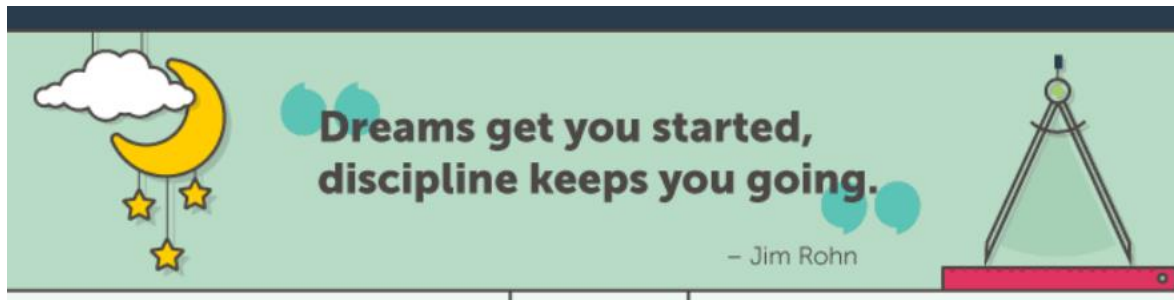 Dreams get you started,
discipline keeps you going.
– Jim Rohn